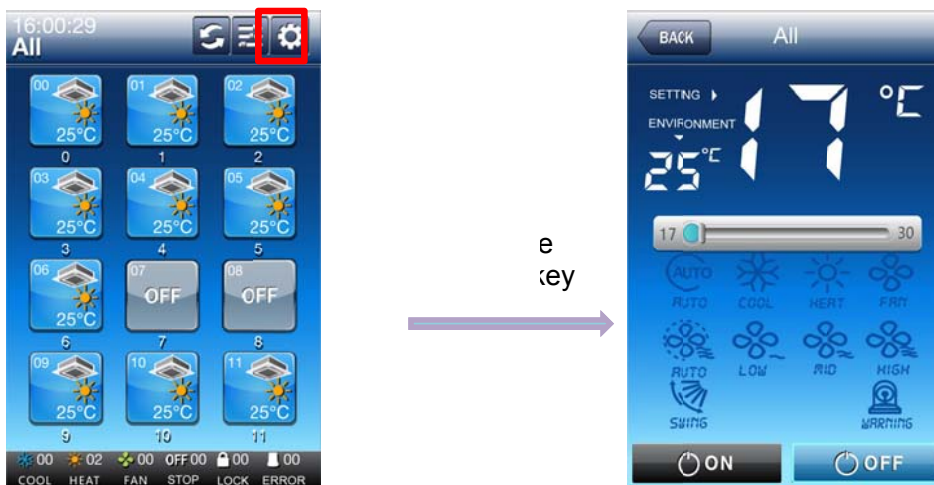 16:00:29
All
00 01 02
25°C 25°C 25°C
0 1 2
03 04 05
25°C 25°C 25°C
3 4 5
06 07 08
25°C OFF OFF
6 7 8
09 10 11
25°C 25°C 25°C
9 10 11
00 02 00 OFF 00 00 00
COOL HEAT FAN STOP LOCK ERROR
e
key
BACK All
SETTING
17 °C
ENVIRONMENT
25 °C
17 30
AUTO
AUTO COOL HEAT FAN
AUTO LOW MID HIGH
SWING WARNING
ON OFF